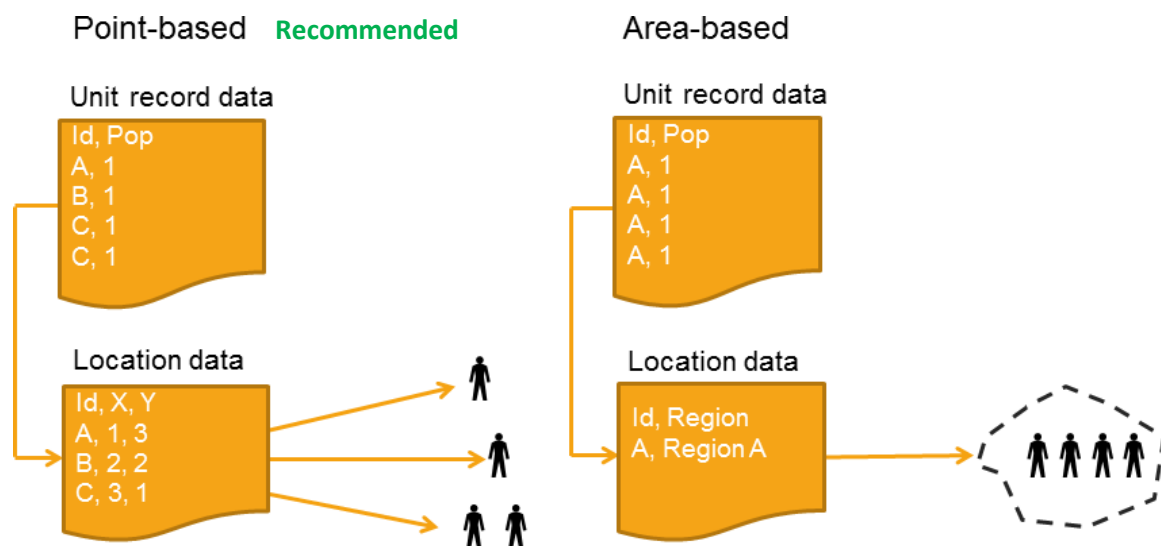 Point-based Recommended
Unit record data
Id, Pop
A, 1
B, 1
C, 1
C, 1
Location data
Id, X, Y
A, 1, 3
B, 2, 2
C, 3, 1
Area-based
Unit record data
Id, Pop
A, 1
A, 1
A, 1
A, 1
Location data
Id, Region
A, Region A